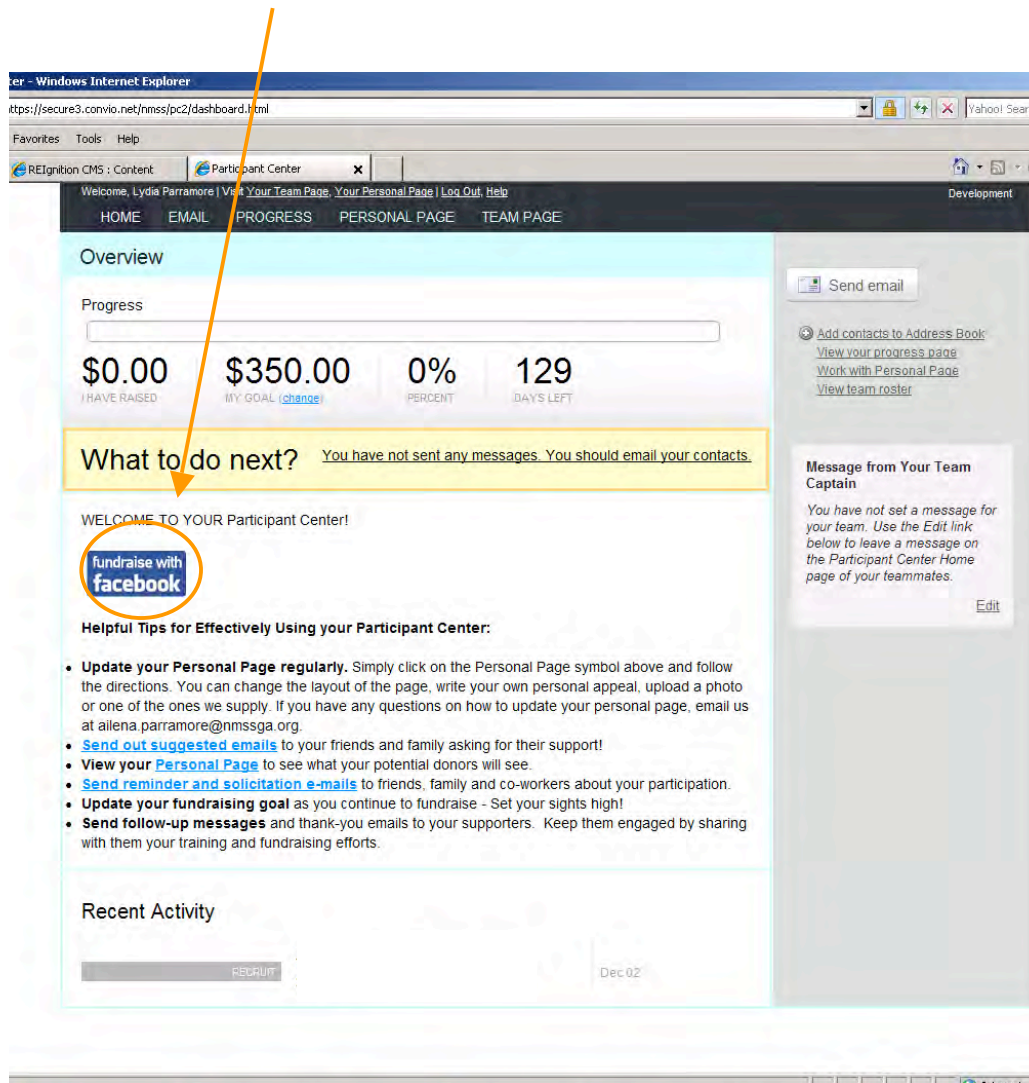 ter - Windows Internet Explorer
ttps://secure3.convio.net/nmss/pc2/dashboard.html
Yahoo! Sear
Favorites Tools Help
REIgnition CMS : Content
Participant Center
Welcome, Lydia Parramore | Visit Your Team Page, Your Personal Page | Log Out, Help
Development
HOME EMAIL PROGRESS PERSONAL PAGE TEAM PAGE
Overview
Progress
$0.00 $350.00 0% 129
I HAVE RAISED MY GOAL (change) PERCENT DAYS LEFT
What to do next? You have not sent any messages. You should email your contacts.
WELCOME TO YOUR Participant Center!
fundraise with
facebook
Helpful Tips for Effectively Using your Participant Center:
• Update your Personal Page regularly. Simply click on the Personal Page symbol above and follow
the directions. You can change the layout of the page, write your own personal appeal, upload a photo
or one of the ones we supply. If you have any questions on how to update your personal page, email us
at ailena.parramore@nmssga.org.
• Send out suggested emails to your friends and family asking for their support!
• View your Personal Page to see what your potential donors will see.
• Send reminder and solicitation e-mails to friends, family and co-workers about your participation.
• Update your fundraising goal as you continue to fundraise - Set your sights high!
• Send follow-up messages and thank-you emails to your supporters. Keep them engaged by sharing
with them your training and fundraising efforts.
Recent Activity
RECRUIT
Dec 02
Send email
Add contacts to Address Book
View your progress page
Work with Personal Page
View team roster
Message from Your Team
Captain
You have not set a message for
your team. Use the Edit link
below to leave a message on
the Participant Center Home
page of your teammates.
Edit